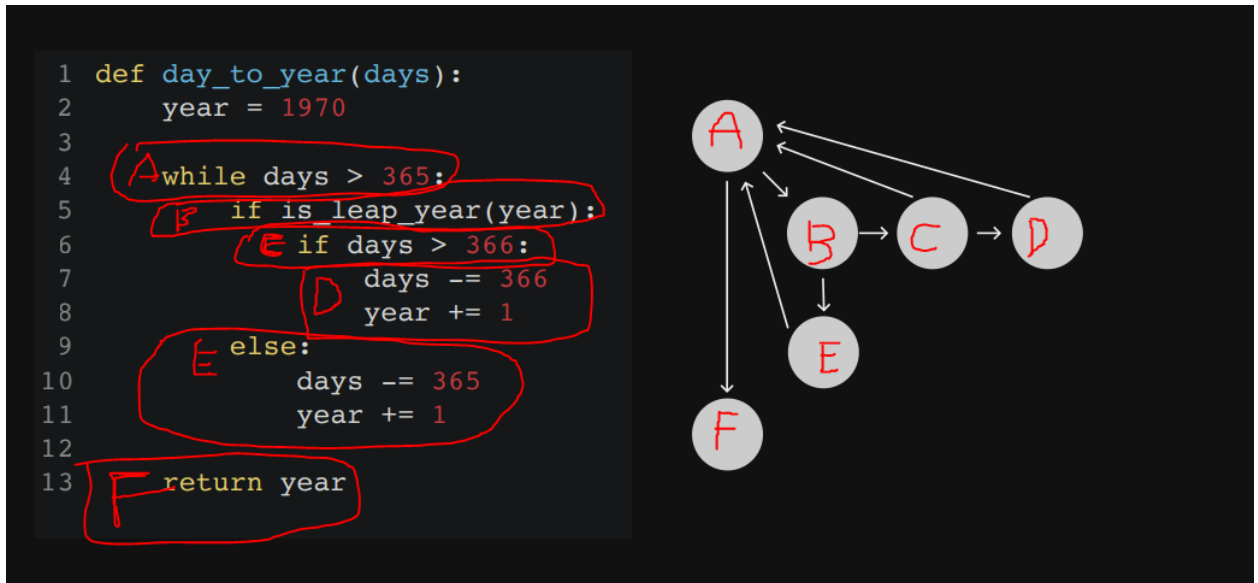 1 def day_to_year(days):
2 year = 1970
3
4 A while days > 365:
5 B if is_leap_year(year):
6 E if days > 366:
7 days -= 366
D
8 year += 1
9 E else:
10 days -= 365
11 year += 1
12
13 F return year
A
B C D
E
F